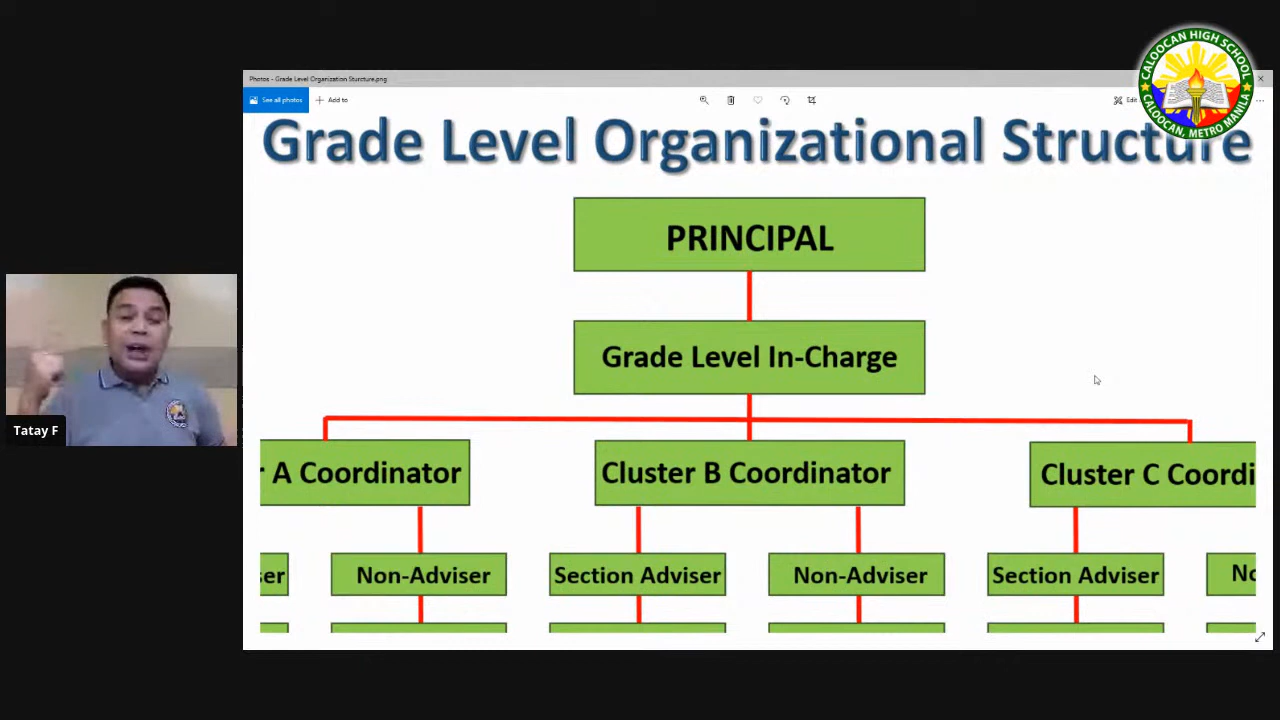 CALOOCAN HIGH SCHOOL
CALOOCAN, METRO MANILA
Photos - Grade Level Organization Sturcture.png
See all photos
Add to
Edit
Grade Level Organizational Structure
PRINCIPAL
Grade Level In-Charge
r A Coordinator
Cluster B Coordinator
Cluster C Coordi
ser
Non-Adviser
Section Adviser
Non-Adviser
Section Adviser
No
Tatay F